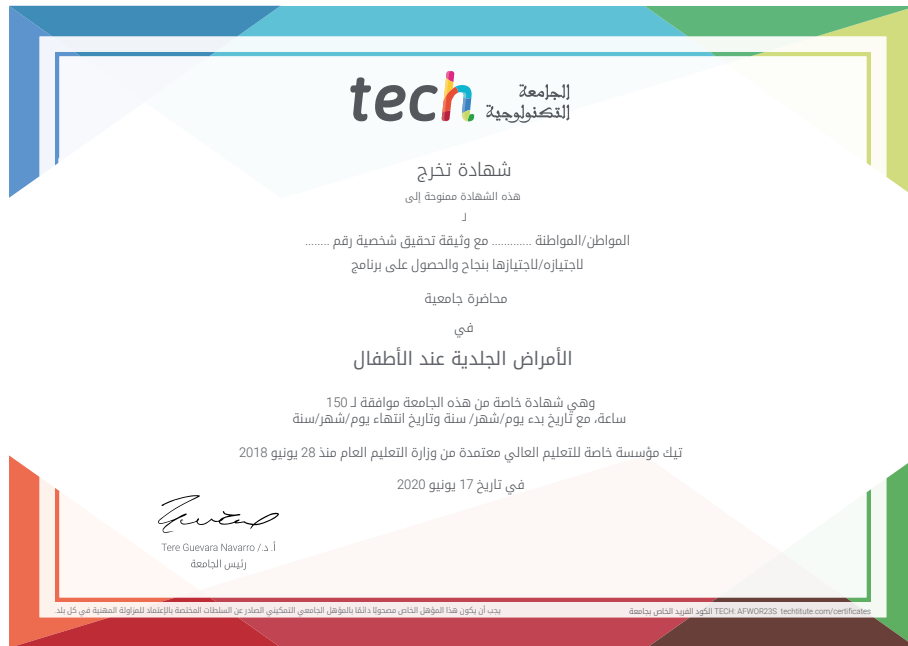 tech
الجامعة
التكنولوجية
شهادة تخرج
هذه الشهادة ممنوحة إلى
لـ
المواطن/المواطنة ............ مع وثيقة تحقيق شخصية رقم ........
لاجتيازه/لاجتيازها بنجاح والحصول على برنامج
محاضرة جامعية
في
الأمراض الجلدية عند الأطفال
وهي شهادة خاصة من هذه الجامعة موافقة لـ 150
ساعة، مع تاريخ بدء يوم/شهر/ سنة وتاريخ انتهاء يوم/شهر/سنة
تيك مؤسسة خاصة للتعليم العالي معتمدة من وزارة التعليم العام منذ 28 يونيو 2018
في تاريخ 17 يونيو 2020
أ. د./ Tere Guevara Navarro
رئيس الجامعة
يجب أن يكون هذا المؤهل الخاص مصحوبًا دائمًا بالمؤهل الجامعي التمكيني الصادر عن السلطات المختصة بالإعتماد للمزاولة المهنية في كل بلد.
الكود الفريد الخاص بجامعة TECH: AFWOR23S techtitute.com/certificates